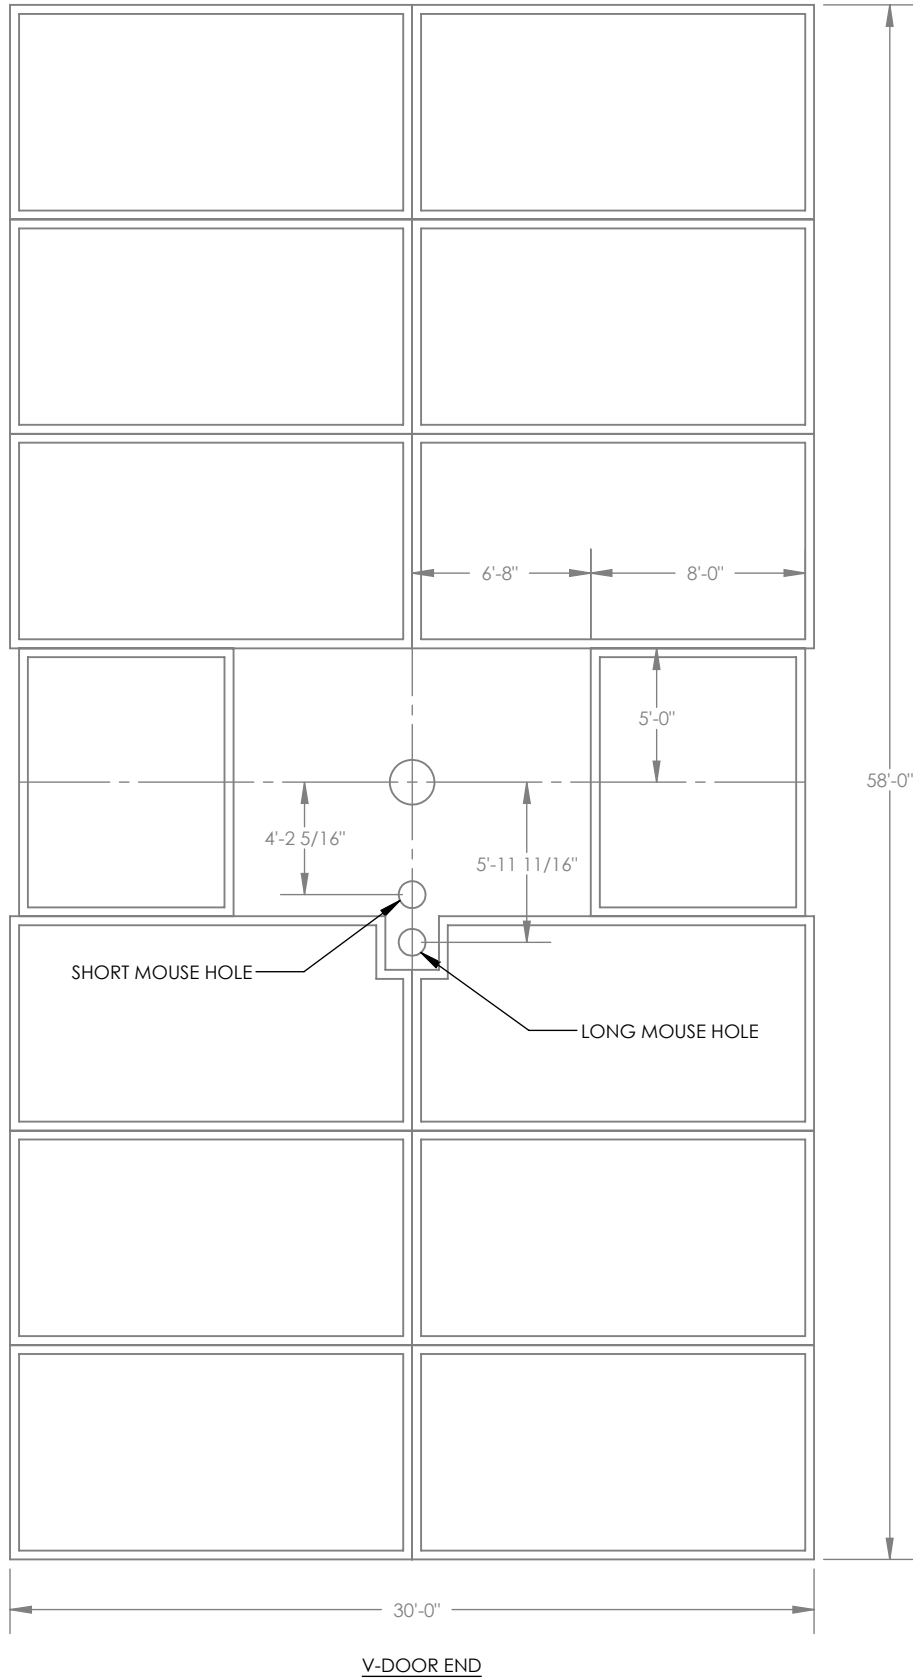 6'-8"
8'-0"
5'-0"
58'-0"
4'-2 5/16"
5'-11 11/16"
SHORT MOUSE HOLE
LONG MOUSE HOLE
30'-0"
V-DOOR END